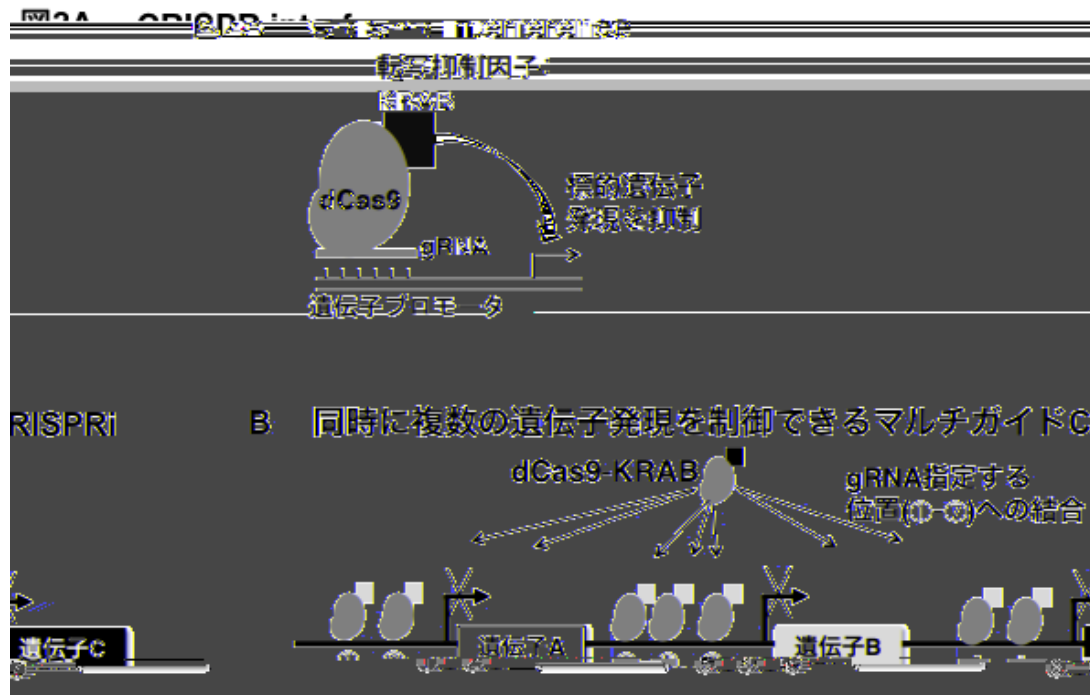 転写抑制因子
KRAB
dCas9
標的遺伝子
発現を抑制
gRNA
遺伝子プロモータ
RISPRi
B 同時に複数の遺伝子発現を制御できるマルチガイドC
dCas9-KRAB
gRNA指定する
への結合
遺伝子C
遺伝子A
遺伝子B